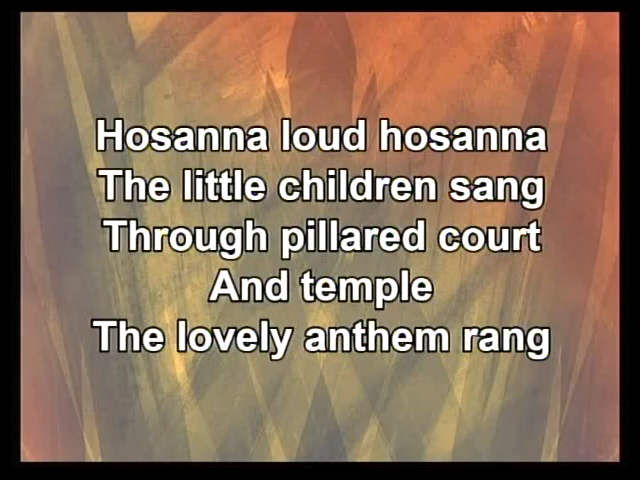 Hosanna loud hosanna
The little children sang
Through pillared court
And temple
The lovely anthem rang